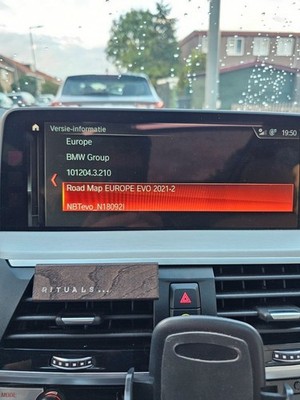 Versie-informatie
19:50
Europe
BMW Group
101204.3.210
Road Map EUROPE EVO 2021-2
NBTevo_N18092I
RITUALS...